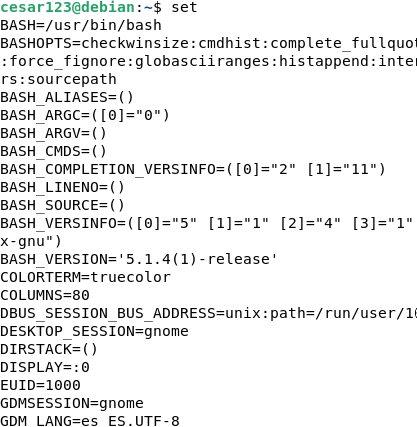 cesar123@debian:~$ set
BASH=/usr/bin/bash
BASHOPTS=checkwinsize:cmdhist:complete_fullquot
:force_fignore:globasciiranges:histappend:inter
rs:sourcepath
BASH_ALIASES=()
BASH_ARGC=([0]="0")
BASH_ARGV=()
BASH_CMDS=()
BASH_COMPLETION_VERSINFO=([0]="2" [1]="11")
BASH_LINENO=()
BASH_SOURCE=()
BASH_VERSINFO=([0]="5" [1]="1" [2]="4" [3]="1"
x-gnu")
BASH_VERSION='5.1.4(1)-release'
COLORTERM=truecolor
COLUMNS=80
DBUS_SESSION_BUS_ADDRESS=unix:path=/run/user/10
DESKTOP_SESSION=gnome
DIRSTACK=()
DISPLAY=:0
EUID=1000
GDMSESSION=gnome
GDM_LANG=es_ES.UTF-8